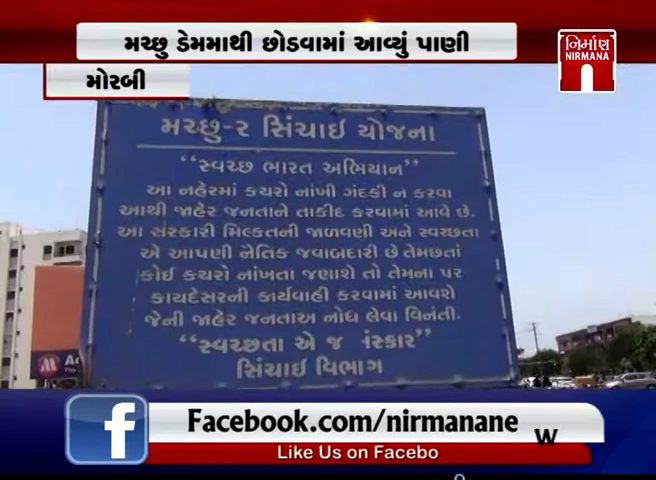 મચ્છુ ડેમમાથી છોડવામાં આવ્યું પાણી
નિર્માણ
NIRMANA
મોરબી
મચ્છુ-ર સિંચાઈ યોજના
“સ્વચ્છ ભારત અભિયાન”
આ નહેરમાં કચરો નાંખી ગંદકી ન કરવા
આથી જાહેર જનતાને તાકીદ કરવામાં આવે છે.
આ સરકારી મિલ્કતની જાળવણી અને સ્વચ્છતા
એ આપણી નૈતિક જવાબદારી છે તેમછતાં
કોઈ કચરો નાંખતા જણાશે તો તેમના પર
કાયદેસરની કાર્યવાહી કરવામાં આવશે
જેની જાહેર જનતાએ નોધ લેવા વિનંતી.
“સ્વચ્છતા એ જ ંસ્કાર”
સિંચાઈ વિભાગ
f Facebook.com/nirmanane w
Like Us on Facebo